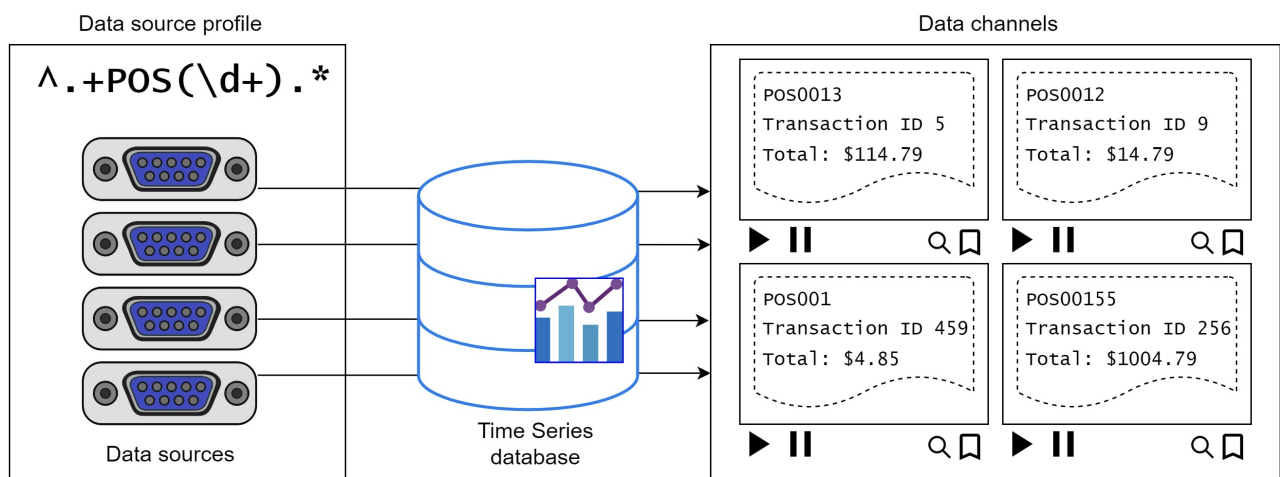 Data source profile
^.+POS(\d+).*
Data sources
Time Series
database
Data channels
POS0013
Transaction ID 5
Total: $114.79
POS0012
Transaction ID 9
Total: $14.79
POS001
Transaction ID 459
Total: $4.85
POS00155
Transaction ID 256
Total: $1004.79